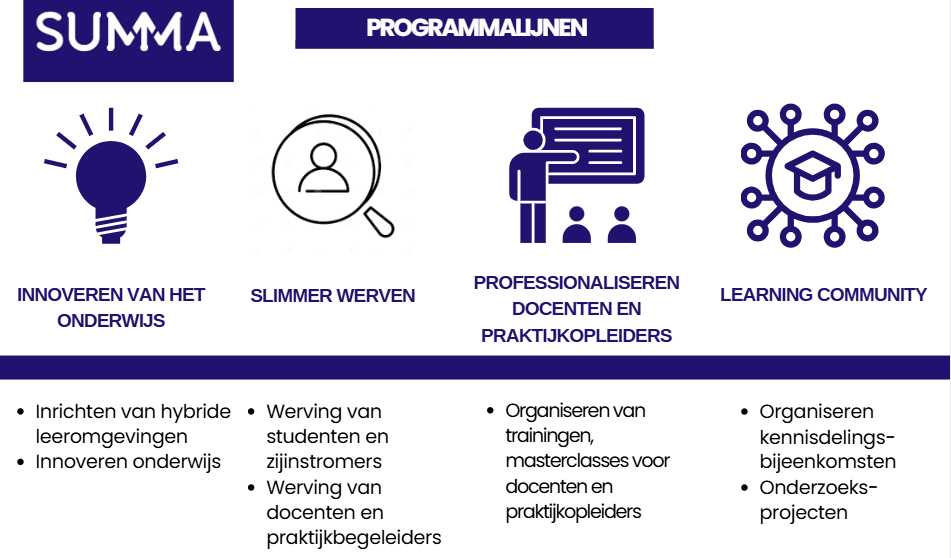 SUMMA
PROGRAMMALIJNEN
INNOVEREN VAN HET
ONDERWIJS
SLIMMER WERVEN
PROFESSIONALISEREN
DOCENTEN EN
PRAKTIJKOPLEIDERS
LEARNING COMMUNITY
• Inrichten van hybride
leeromgevingen
• Innoveren onderwijs
• Werving van
studenten en
zijinstromers
• Werving van
docenten en
praktijkbegeleiders
• Organiseren van
trainingen,
masterclasses voor
docenten en
praktijkopleiders
• Organiseren
kennisdelings-
bijeenkomsten
• Onderzoeks-
projecten